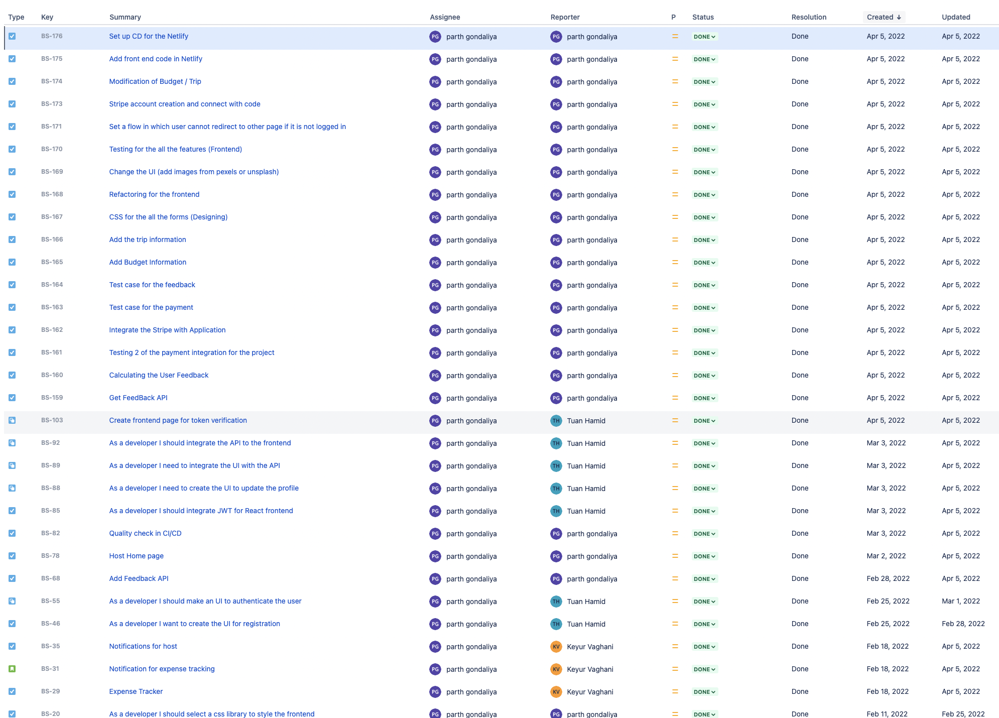 Type Key Summary Assignee Reporter P Status Resolution Created ↓ Updated
BS-176 Set up CD for the Netlify PG parth gondaliya PG parth gondaliya DONE Done Apr 5, 2022 Apr 5, 2022
BS-175 Add front end code in Netlify PG parth gondaliya PG parth gondaliya DONE Done Apr 5, 2022 Apr 5, 2022
BS-174 Modification of Budget / Trip PG parth gondaliya PG parth gondaliya DONE Done Apr 5, 2022 Apr 5, 2022
BS-173 Stripe account creation and connect with code PG parth gondaliya PG parth gondaliya DONE Done Apr 5, 2022 Apr 5, 2022
BS-171 Set a flow in which user cannot redirect to other page if it is not logged in PG parth gondaliya PG parth gondaliya DONE Done Apr 5, 2022 Apr 5, 2022
BS-170 Testing for the all the features (Frontend) PG parth gondaliya PG parth gondaliya DONE Done Apr 5, 2022 Apr 5, 2022
BS-169 Change the UI (add images from pexels or unsplash) PG parth gondaliya PG parth gondaliya DONE Done Apr 5, 2022 Apr 5, 2022
BS-168 Refactoring for the frontend PG parth gondaliya PG parth gondaliya DONE Done Apr 5, 2022 Apr 5, 2022
BS-167 CSS for the all the forms (Designing) PG parth gondaliya PG parth gondaliya DONE Done Apr 5, 2022 Apr 5, 2022
BS-166 Add the trip information PG parth gondaliya PG parth gondaliya DONE Done Apr 5, 2022 Apr 5, 2022
BS-165 Add Budget Information PG parth gondaliya PG parth gondaliya DONE Done Apr 5, 2022 Apr 5, 2022
BS-164 Test case for the feedback PG parth gondaliya PG parth gondaliya DONE Done Apr 5, 2022 Apr 5, 2022
BS-163 Test case for the payment PG parth gondaliya PG parth gondaliya DONE Done Apr 5, 2022 Apr 5, 2022
BS-162 Integrate the Stripe with Application PG parth gondaliya PG parth gondaliya DONE Done Apr 5, 2022 Apr 5, 2022
BS-161 Testing 2 of the payment integration for the project PG parth gondaliya PG parth gondaliya DONE Done Apr 5, 2022 Apr 5, 2022
BS-160 Calculating the User Feedback PG parth gondaliya PG parth gondaliya DONE Done Apr 5, 2022 Apr 5, 2022
BS-159 Get FeedBack API PG parth gondaliya PG parth gondaliya DONE Done Apr 5, 2022 Apr 5, 2022
BS-103 Create frontend page for token verification PG parth gondaliya TH Tuan Hamid DONE Done Apr 5, 2022 Apr 5, 2022
BS-92 As a developer I should integrate the API to the frontend PG parth gondaliya TH Tuan Hamid DONE Done Mar 3, 2022 Apr 5, 2022
BS-89 As a developer I need to integrate the UI with the API PG parth gondaliya TH Tuan Hamid DONE Done Mar 3, 2022 Apr 5, 2022
BS-88 As a developer I need to create the UI to update the profile PG parth gondaliya TH Tuan Hamid DONE Done Mar 3, 2022 Apr 5, 2022
BS-85 As a developer I should integrate JWT for React frontend PG parth gondaliya TH Tuan Hamid DONE Done Mar 3, 2022 Apr 5, 2022
BS-82 Quality check in CI/CD PG parth gondaliya PG parth gondaliya DONE Done Mar 3, 2022 Apr 5, 2022
BS-78 Host Home page PG parth gondaliya PG parth gondaliya DONE Done Mar 2, 2022 Apr 5, 2022
BS-68 Add Feedback API PG parth gondaliya PG parth gondaliya DONE Done Feb 28, 2022 Apr 5, 2022
BS-55 As a developer I should make an UI to authenticate the user PG parth gondaliya TH Tuan Hamid DONE Done Feb 25, 2022 Mar 1, 2022
BS-46 As a developer I want to create the UI for registration PG parth gondaliya TH Tuan Hamid DONE Done Feb 25, 2022 Feb 28, 2022
BS-35 Notifications for host PG parth gondaliya KV Keyur Vaghani DONE Done Feb 18, 2022 Apr 5, 2022
BS-31 Notification for expense tracking PG parth gondaliya KV Keyur Vaghani DONE Done Feb 18, 2022 Apr 5, 2022
BS-29 Expense Tracker PG parth gondaliya KV Keyur Vaghani DONE Done Feb 18, 2022 Apr 5, 2022
BS-20 As a developer I should select a css library to style the frontend PG parth gondaliya PG parth gondaliya DONE Done Feb 11, 2022 Feb 25, 2022